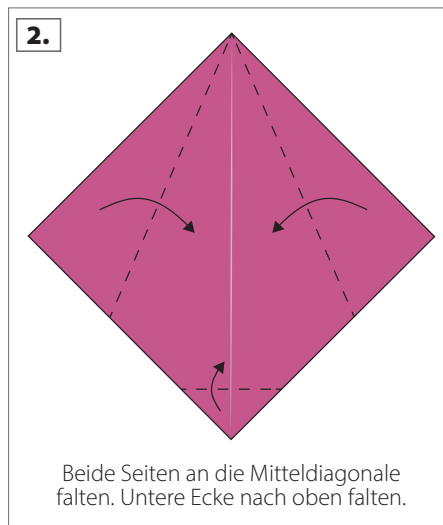 2.
Beide Seiten an die Mitteldiagonale
falten. Untere Ecke nach oben falten.